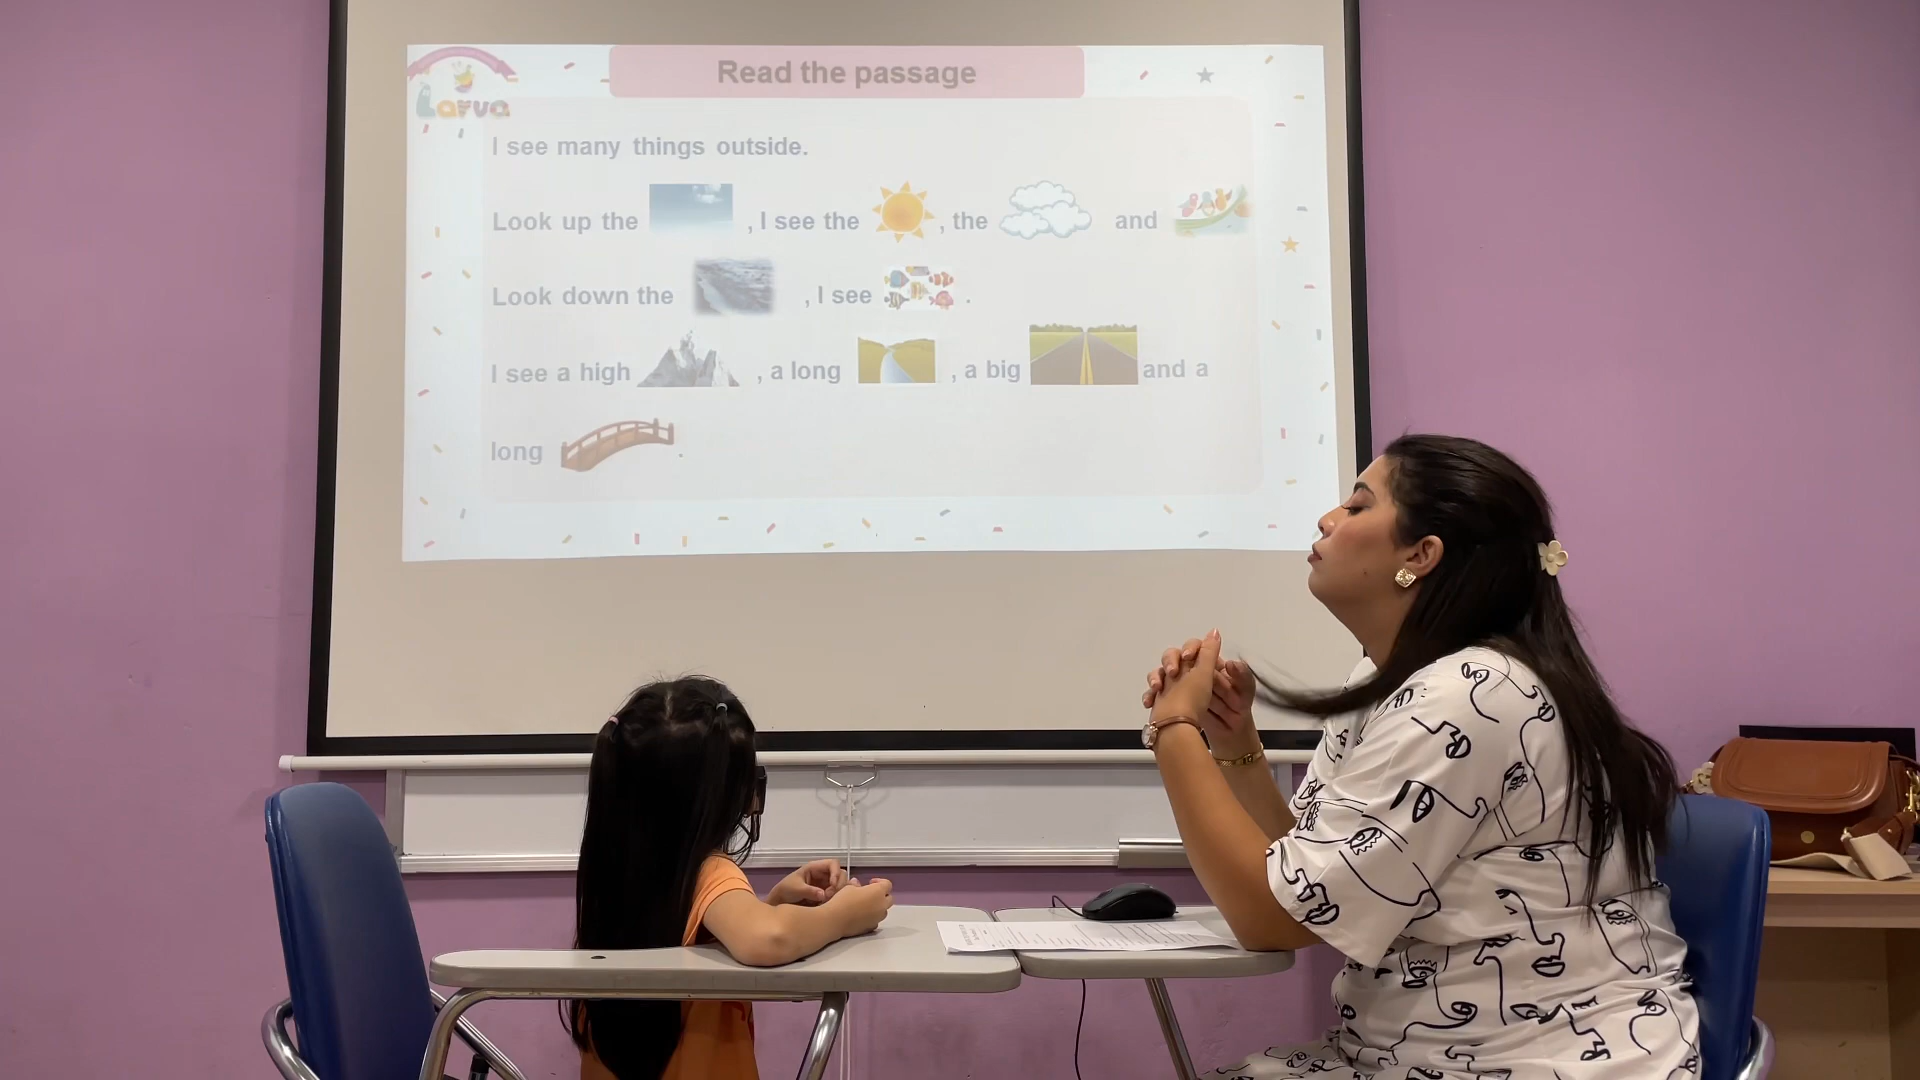 Larva
Read the passage
I see many things outside.
Look up the , I see the , the and
Look down the , I see .
I see a high , a long , a big and a
long .